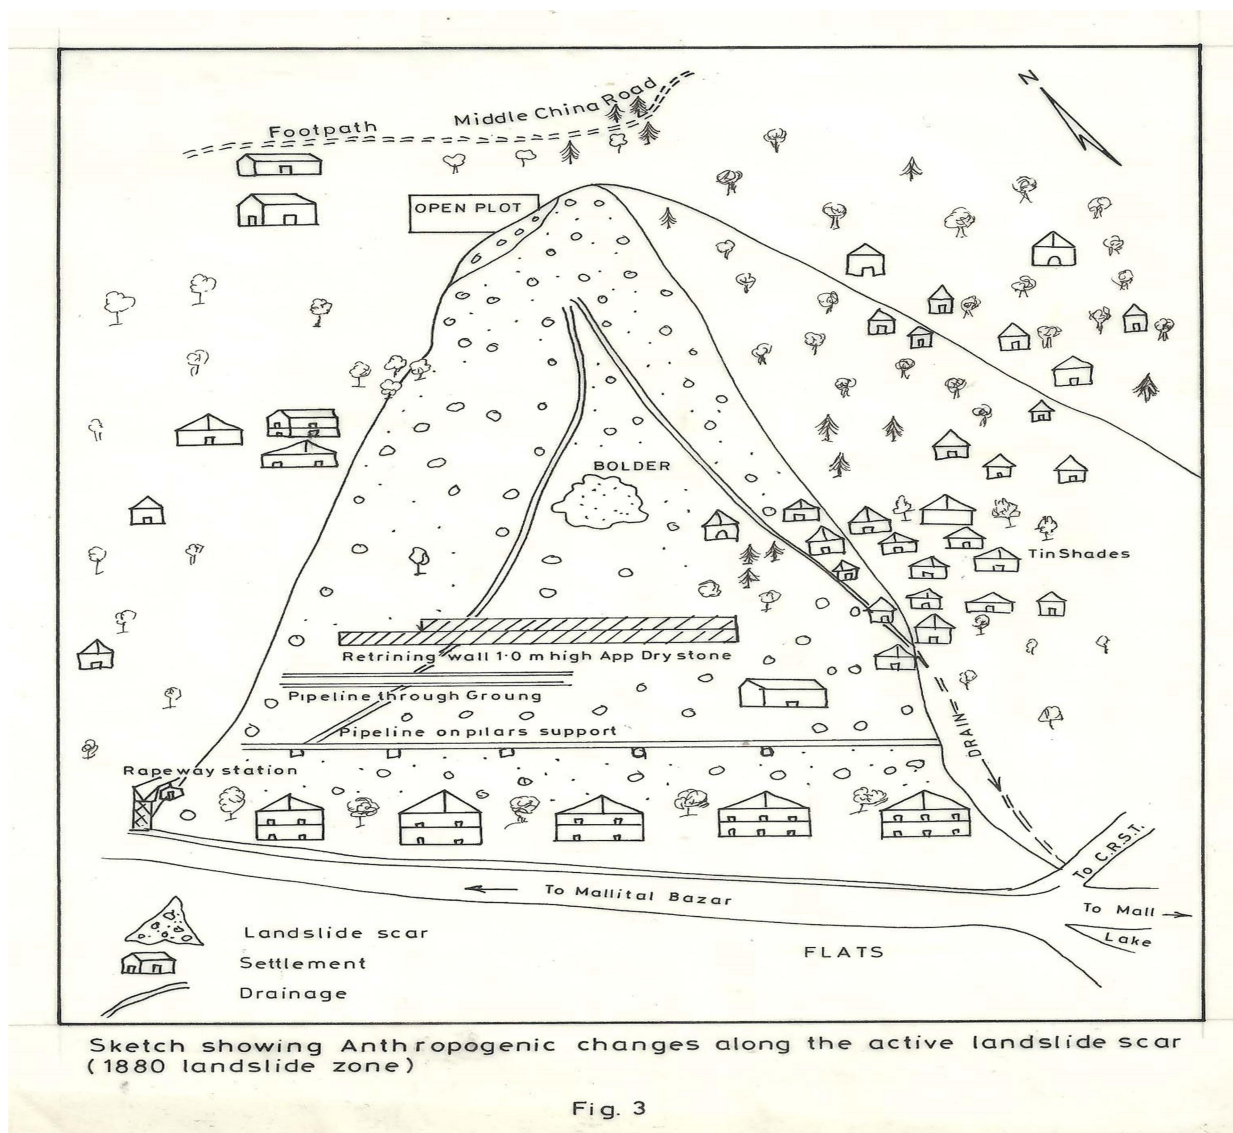 N
Middle China Road
Footpath
OPEN PLOT
BOLDER
Tin Shades
Retrining wall 1·0 m high App Dry stone
Pipeline through Groung
Pipeline on pilars support
DRAIN
Rapeway station
To C.R.S.T.
To Mallital Bazar
To Mall
Lake
FLATS
Landslide scar
Settlement
Drainage
Sketch showing Anthropogenic changes along the active landslide scar
(1880 landslide zone)
Fig. 3